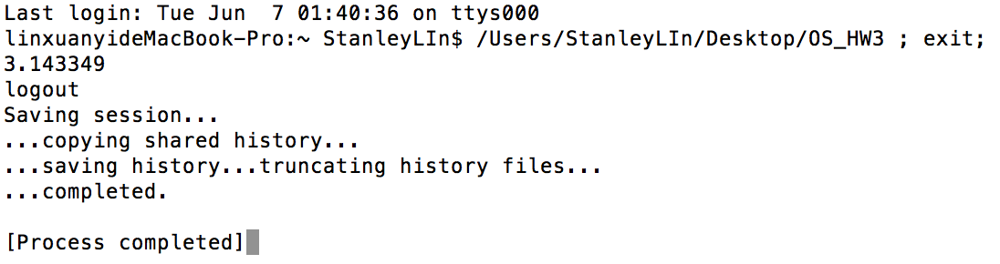 Last login: Tue Jun  7 01:40:36 on ttys000
linxuanyideMacBook-Pro:~ StanleyLIn$ /Users/StanleyLIn/Desktop/OS_HW3 ; exit;
3.143349
logout
Saving session...
...copying shared history...
...saving history...truncating history files...
...completed.

[Process completed]